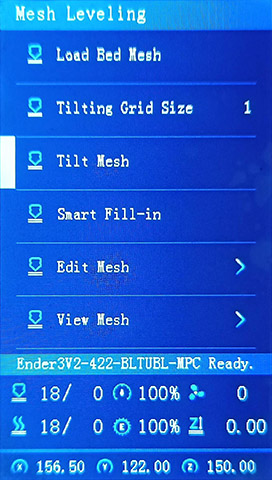 Mesh Leveling
Load Bed Mesh
Tilting Grid Size 1
Tilt Mesh
Smart Fill-in
Edit Mesh
View Mesh
Ender3V2-422-BLTUBL-MPC Ready.
18/ 0 100% 0
18/ 0 E 100% Z 0.00
X 156.50 Y 122.00 Z 150.00